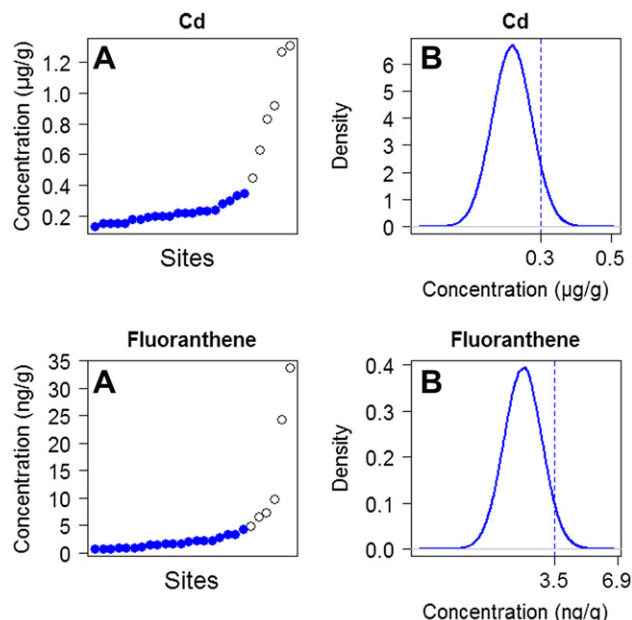 Cd
A
Concentration (µg/g)
1.2
1.0
0.8
0.6
0.4
0.2
Sites
Cd
B
Density
6
5
4
3
2
1
0
0.3
0.5
Concentration (µg/g)
Fluoranthene
A
Concentration (ng/g)
35
30
25
20
15
10
5
0
Sites
Fluoranthene
B
Density
0.4
0.3
0.2
0.1
0.0
3.5
6.9
Concentration (ng/g)